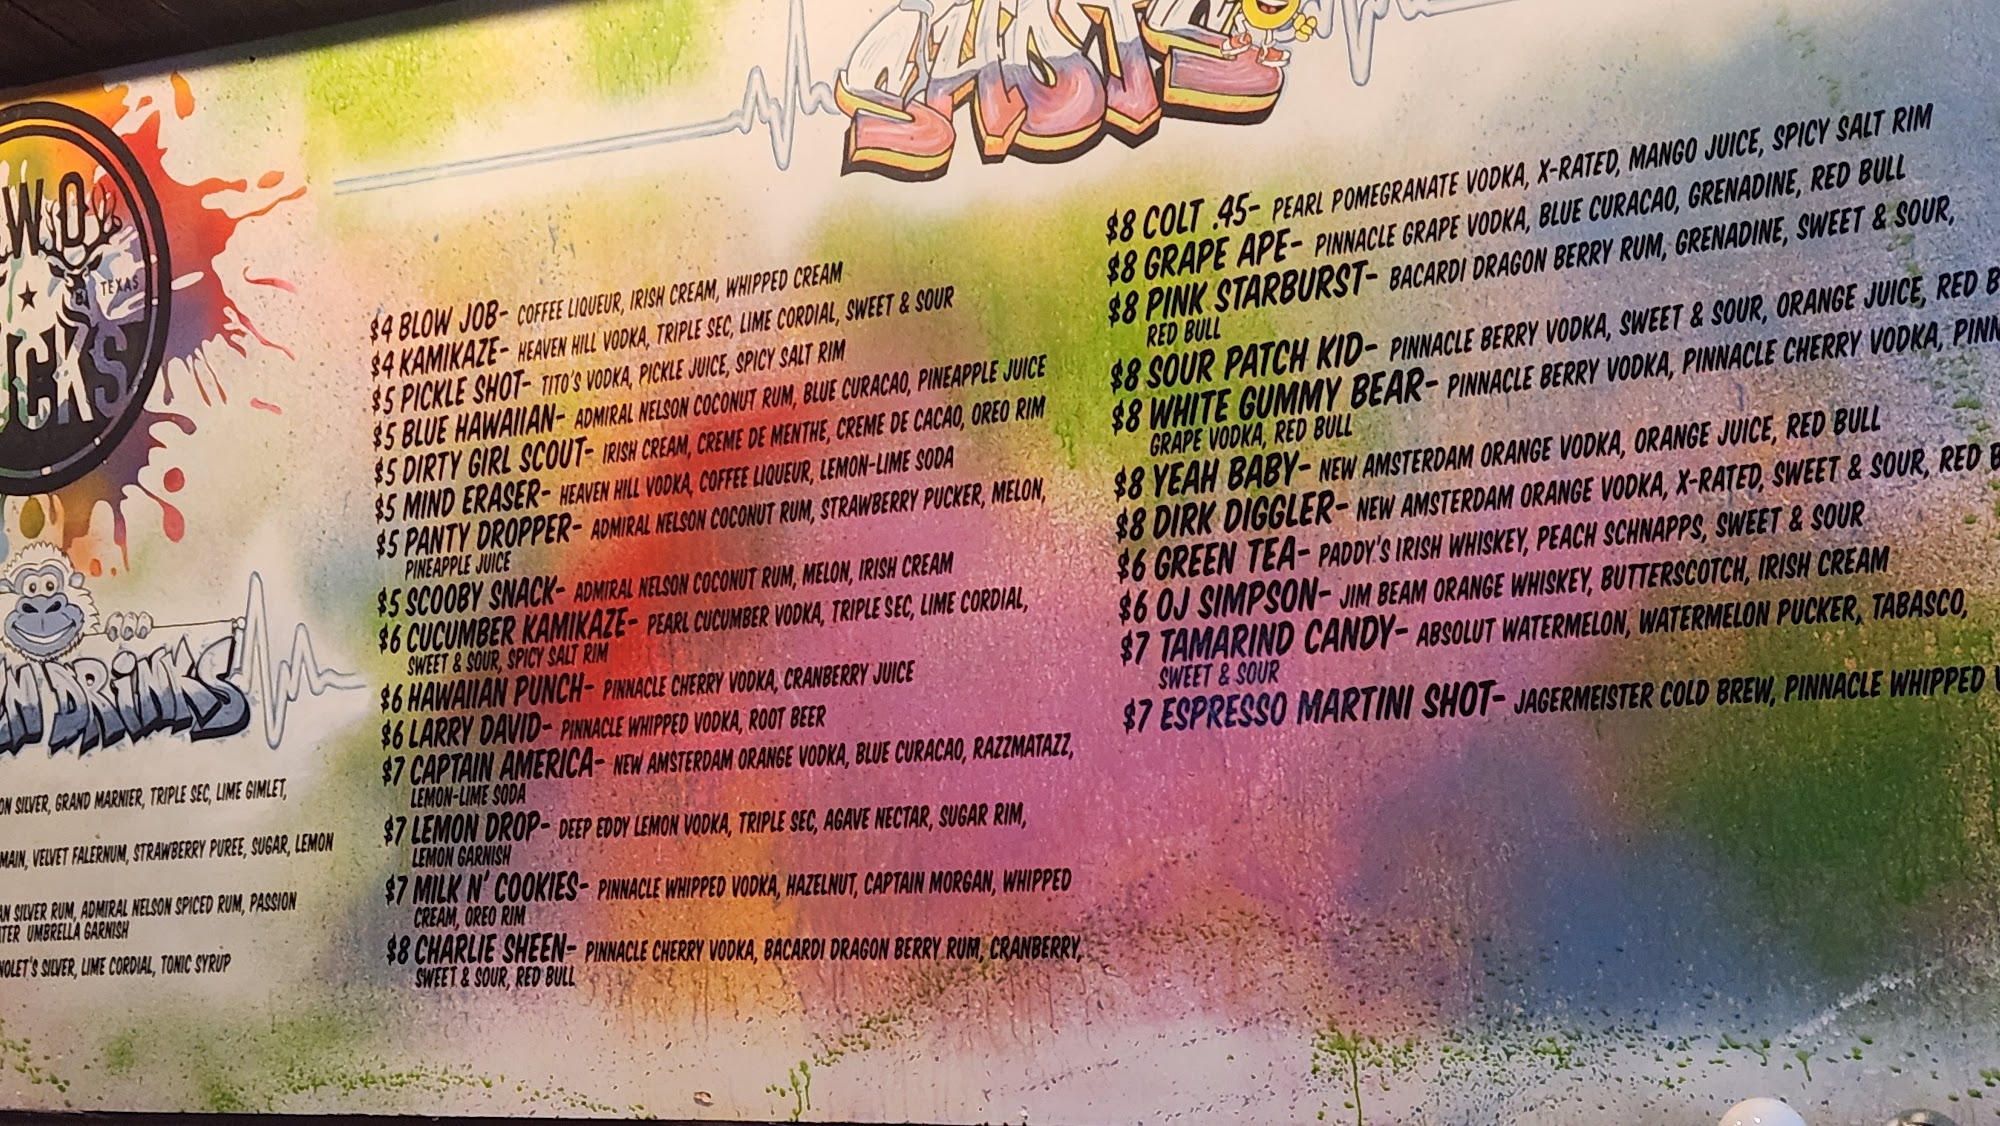 SHOTS
TEXAS
$4 BLOW JOB- COFFEE LIQUEUR, IRISH CREAM, WHIPPED CREAM
$4 KAMIKAZE- HEAVEN HILL VODKA, TRIPLE SEC, LIME CORDIAL, SWEET & SOUR
$5 PICKLE SHOT- TITO'S VODKA, PICKLE JUICE, SPICY SALT RIM
$5 BLUE HAWAIIAN- ADMIRAL NELSON COCONUT RUM, BLUE CURACAO, PINEAPPLE JUICE
$5 DIRTY GIRL SCOUT- IRISH CREAM, CREME DE MENTHE, CREME DE CACAO, OREO RIM
$5 MIND ERASER- HEAVEN HILL VODKA, COFFEE LIQUEUR, LEMON-LIME SODA
$5 PANTY DROPPER- ADMIRAL NELSON COCONUT RUM, STRAWBERRY PUCKER, MELON,
PINEAPPLE JUICE
$5 SCOOBY SNACK- ADMIRAL NELSON COCONUT RUM, MELON, IRISH CREAM
$6 CUCUMBER KAMIKAZE- PEARL CUCUMBER VODKA, TRIPLE SEC, LIME CORDIAL,
SWEET & SOUR, SPICY SALT RIM
$6 HAWAIIAN PUNCH- PINNACLE CHERRY VODKA, CRANBERRY JUICE
$6 LARRY DAVID- PINNACLE WHIPPED VODKA, ROOT BEER
$7 CAPTAIN AMERICA- NEW AMSTERDAM ORANGE VODKA, BLUE CURACAO, RAZZMATAZZ,
LEMON-LIME SODA
$7 LEMON DROP- DEEP EDDY LEMON VODKA, TRIPLE SEC, AGAVE NECTAR, SUGAR RIM,
LEMON GARNISH
$7 MILK N' COOKIES- PINNACLE WHIPPED VODKA, HAZELNUT, CAPTAIN MORGAN, WHIPPED
CREAM, OREO RIM
$8 CHARLIE SHEEN- PINNACLE CHERRY VODKA, BACARDI DRAGON BERRY RUM, CRANBERRY,
SWEET & SOUR, RED BULL
$8 COLT .45- PEARL POMEGRANATE VODKA, X-RATED, MANGO JUICE, SPICY SALT RIM
$8 GRAPE APE- PINNACLE GRAPE VODKA, BLUE CURACAO, GRENADINE, RED BULL
$8 PINK STARBURST- BACARDI DRAGON BERRY RUM, GRENADINE, SWEET & SOUR,
RED BULL
$8 SOUR PATCH KID- PINNACLE BERRY VODKA, SWEET & SOUR, ORANGE JUICE, RED B
$8 WHITE GUMMY BEAR- PINNACLE BERRY VODKA, PINNACLE CHERRY VODKA, PINN
GRAPE VODKA, RED BULL
$8 YEAH BABY- NEW AMSTERDAM ORANGE VODKA, ORANGE JUICE, RED BULL
$8 DIRK DIGGLER- NEW AMSTERDAM ORANGE VODKA, X-RATED, SWEET & SOUR, RED B
$6 GREEN TEA- PADDY'S IRISH WHISKEY, PEACH SCHNAPPS, SWEET & SOUR
$6 OJ SIMPSON- JIM BEAM ORANGE WHISKEY, BUTTERSCOTCH, IRISH CREAM
$7 TAMARIND CANDY- ABSOLUT WATERMELON, WATERMELON PUCKER, TABASCO,
SWEET & SOUR
$7 ESPRESSO MARTINI SHOT- JAGERMEISTER COLD BREW, PINNACLE WHIPPED
DRINKS
ON SILVER, GRAND MARNIER, TRIPLE SEC, LIME GIMLET,
MAIN, VELVET FALERNUM, STRAWBERRY PUREE, SUGAR, LEMON
AN SILVER RUM, ADMIRAL NELSON SPICED RUM, PASSION
TER UMBRELLA GARNISH
NOLET'S SILVER, LIME CORDIAL, TONIC SYRUP